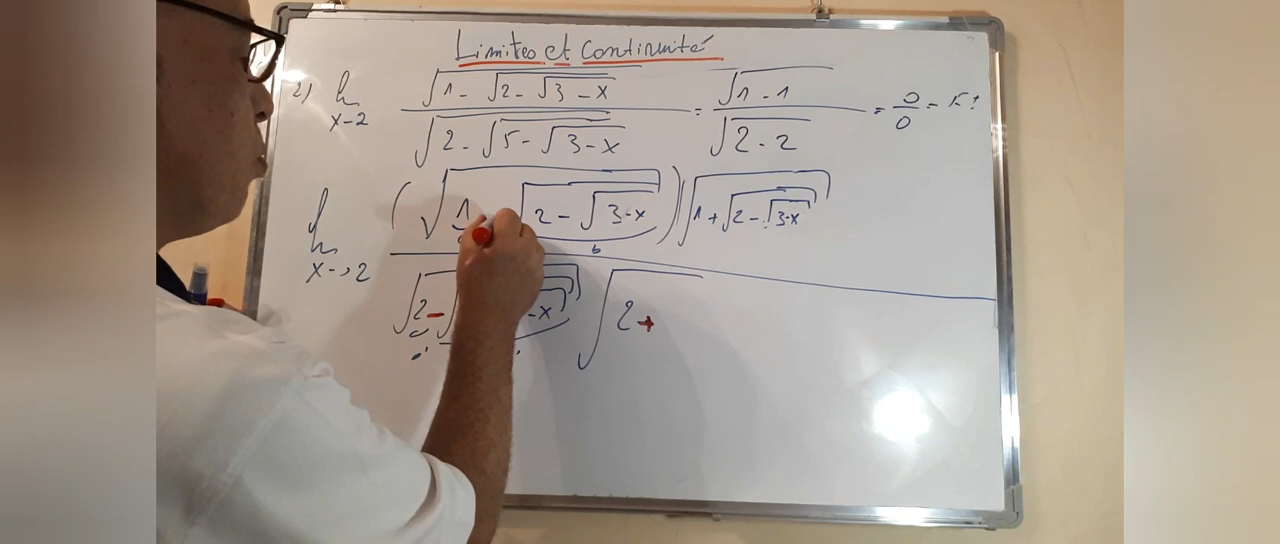 Limites et Continuité
2) lim x→2 √(1 - √(2 - √(3 - x))) / √(2 - √(5 - √(3 - x))) = √(1 - 1) / √(2 - 2) = 0/0 = F!
lim x→2 (√(1 - √(2 - √(3-x)))) √(1 + √(2 - √(3-x)))
b
√(2 - √( -x)) √(2 +
a'